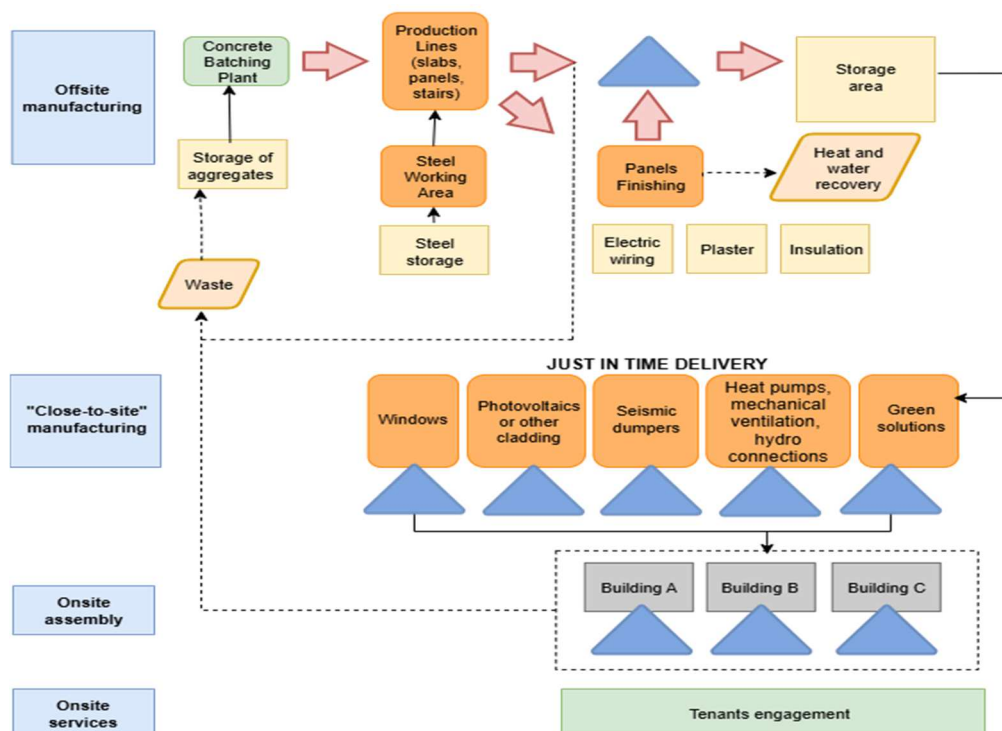 Offsite
manufacturing
Concrete
Batching
Plant
Production
Lines
(slabs,
panels,
stairs)
Storage
area
Storage of
aggregates
Steel
Working
Area
Panels
Finishing
Heat and
water
recovery
Steel
storage
Electric
wiring
Plaster
Insulation
Waste
JUST IN TIME DELIVERY
"Close-to-site"
manufacturing
Windows
Photovoltaics
or other
cladding
Seismic
dumpers
Heat pumps,
mechanical
ventilation,
hydro
connections
Green
solutions
Onsite
assembly
Building A
Building B
Building C
Onsite
services
Tenants engagement